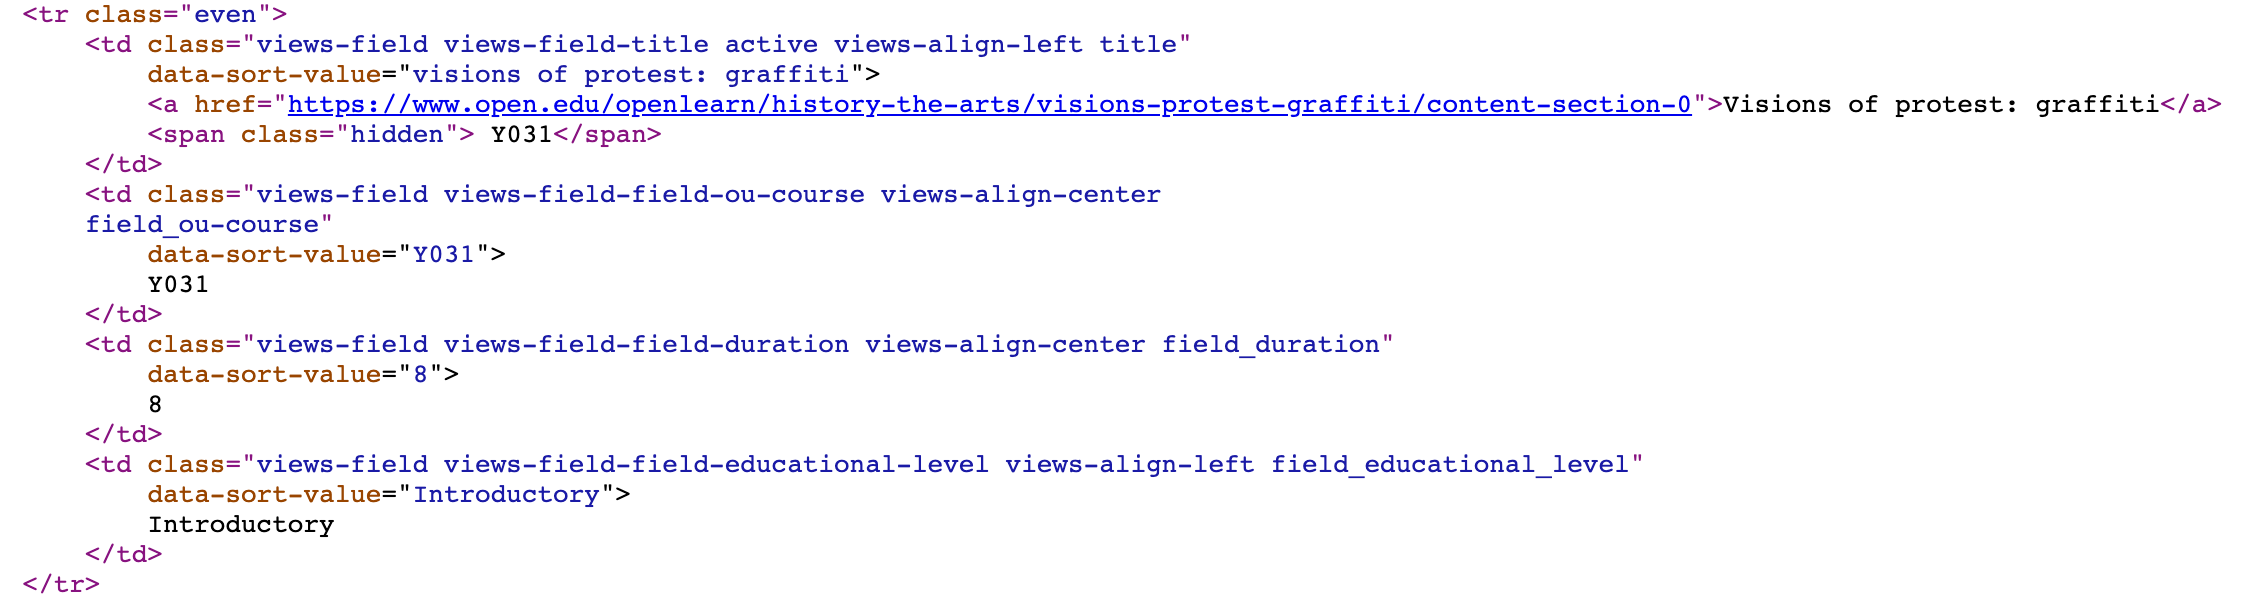 <tr class="even">
<td class="views-field views-field-title active views-align-left title"
data-sort-value="visions of protest: graffiti">
<a href="https://www.open.edu/openlearn/history-the-arts/visions-protest-graffiti/content-section-0">Visions of protest: graffiti</a>
<span class="hidden"> Y031</span>
</td>
<td class="views-field views-field-field-ou-course views-align-center
field_ou-course"
data-sort-value="Y031">
Y031
</td>
<td class="views-field views-field-field-duration views-align-center field_duration"
data-sort-value="8">
8
</td>
<td class="views-field views-field-field-educational-level views-align-left field_educational_level"
data-sort-value="Introductory">
Introductory
</td>
</tr>